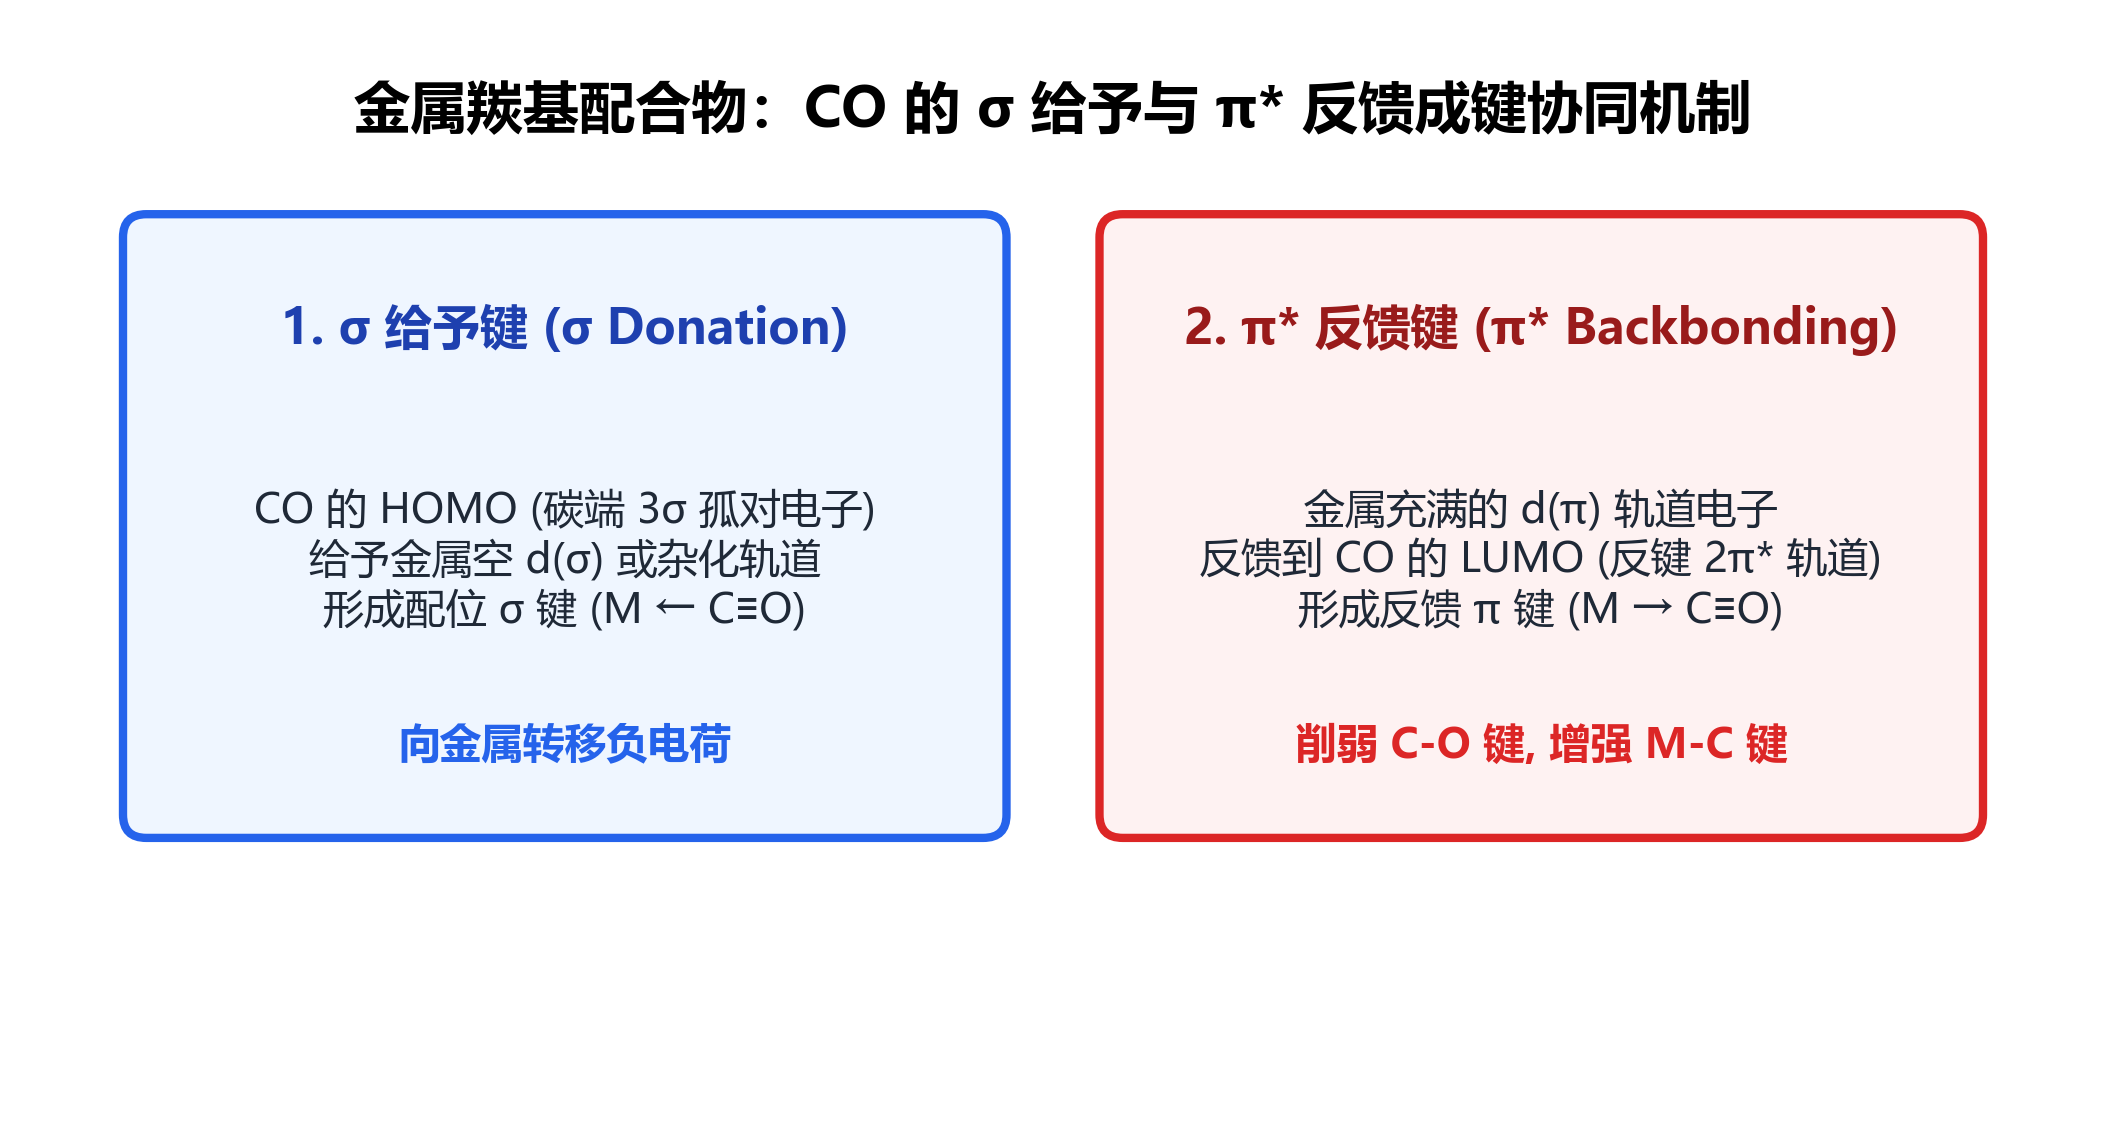 金属羰基配合物：CO 的 σ 给予与 π* 反馈成键协同机制
1. σ 给予键 (σ Donation)
CO 的 HOMO (碳端 3σ 孤对电子)
给予金属空 d(σ) 或杂化轨道
形成配位 σ 键 (M ← C≡O)
向金属转移负电荷
2. π* 反馈键 (π* Backbonding)
金属充满的 d(π) 轨道电子
反馈到 CO 的 LUMO (反键 2π* 轨道)
形成反馈 π 键 (M → C≡O)
削弱 C-O 键, 增强 M-C 键